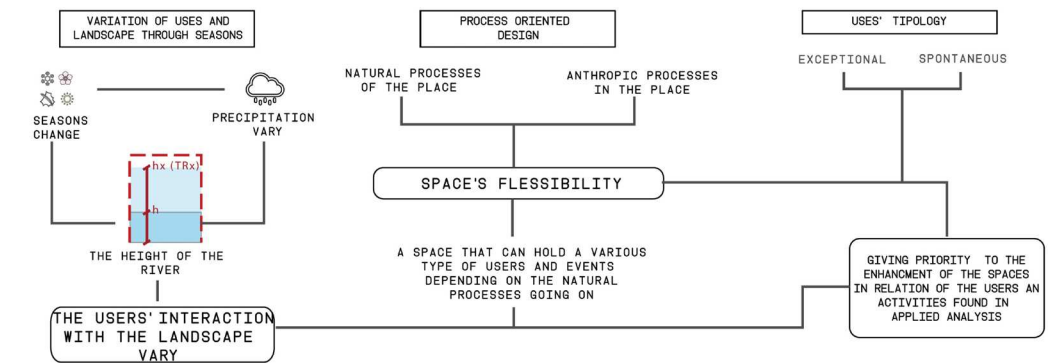 VARIATION OF USES AND
LANDSCAPE THROUGH SEASONS
SEASONS
CHANGE
PRECIPITATION
VARY
hx (TRx)
h
THE HEIGHT OF THE
RIVER
THE USERS' INTERACTION
WITH THE LANDSCAPE
VARY
PROCESS ORIENTED
DESIGN
NATURAL PROCESSES
OF THE PLACE
ANTHROPIC PROCESSES
IN THE PLACE
SPACE'S FLESSIBILITY
A SPACE THAT CAN HOLD A VARIOUS
TYPE OF USERS AND EVENTS
DEPENDING ON THE NATURAL
PROCESSES GOING ON
USES' TIPOLOGY
EXCEPTIONAL
SPONTANEOUS
GIVING PRIORITY TO THE
ENHANCMENT OF THE SPACES
IN RELATION OF THE USERS AN
ACTIVITIES FOUND IN
APPLIED ANALYSIS